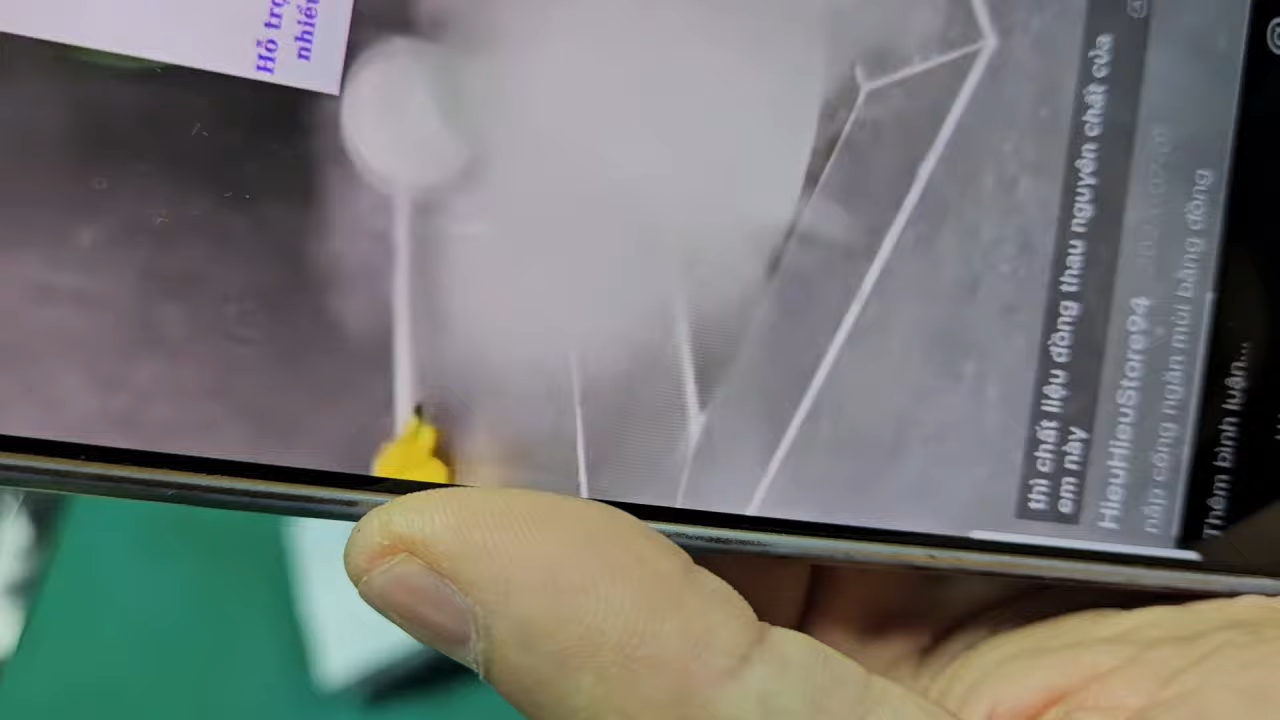 Hỗ trợ
nhiều
thì chất liệu đồng thau nguyên chất của
em này
HieuHieuStore94
nắp cống ngăn mùi bằng đồng
Thêm bình luận...